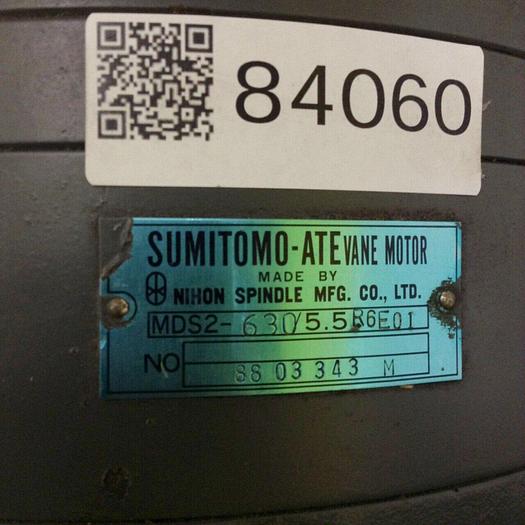 84060
SUMITOMO-ATE VANE MOTOR
MADE BY
NIHON SPINDLE MFG. CO., LTD.
MDS2-630/5.5R6E01
NO 88 03 343 M